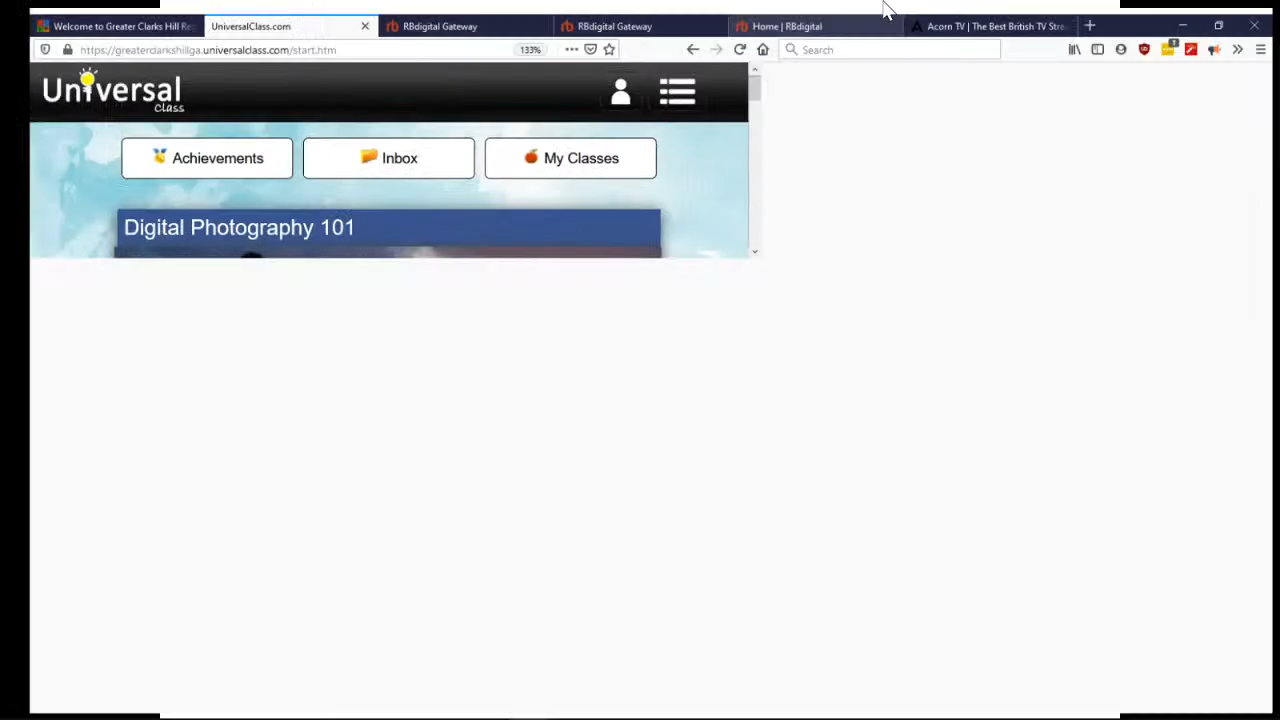 Welcome to Greater Clarks Hill Re
UniversalClass.com
RBdigital Gateway
RBdigital Gateway
Home | RBdigital
Acorn TV | The Best British TV Stre
https://greaterclarkshillga.universalclass.com/start.htm
133%
Search
Universal
Class
Achievements
Inbox
My Classes
Digital Photography 101